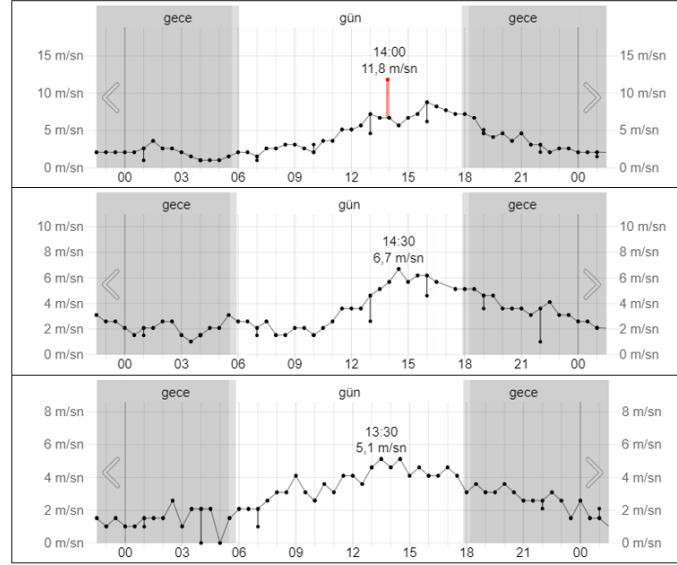 gece gün gece
14:00
11,8 m/sn
15 m/sn 15 m/sn
10 m/sn 10 m/sn
5 m/sn 5 m/sn
0 m/sn 0 m/sn
00 03 06 09 12 15 18 21 00
gece gün gece
10 m/sn 10 m/sn
14:30
8 m/sn 8 m/sn
6,7 m/sn
6 m/sn 6 m/sn
4 m/sn 4 m/sn
2 m/sn 2 m/sn
0 m/sn 0 m/sn
00 03 06 09 12 15 18 21 00
gece gün gece
8 m/sn 8 m/sn
13:30
5,1 m/sn
6 m/sn 6 m/sn
4 m/sn 4 m/sn
2 m/sn 2 m/sn
0 m/sn 0 m/sn
00 03 06 09 12 15 18 21 00